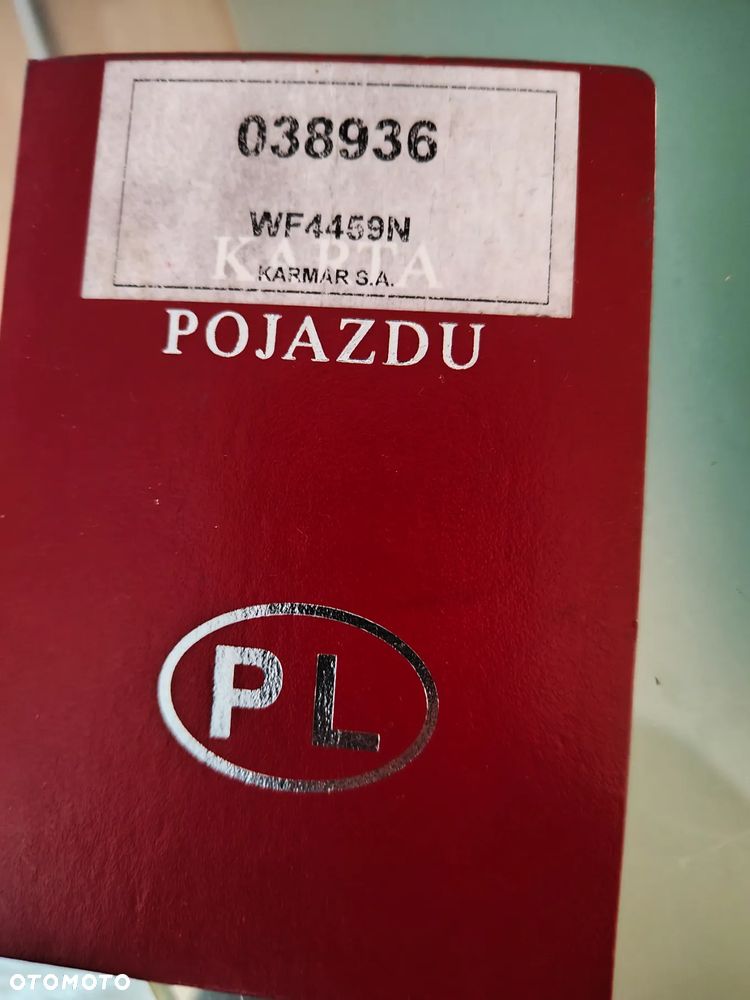 038936
WF4459N
KARTA
KARMAR S.A.
POJAZDU
PL
OTOMOTO